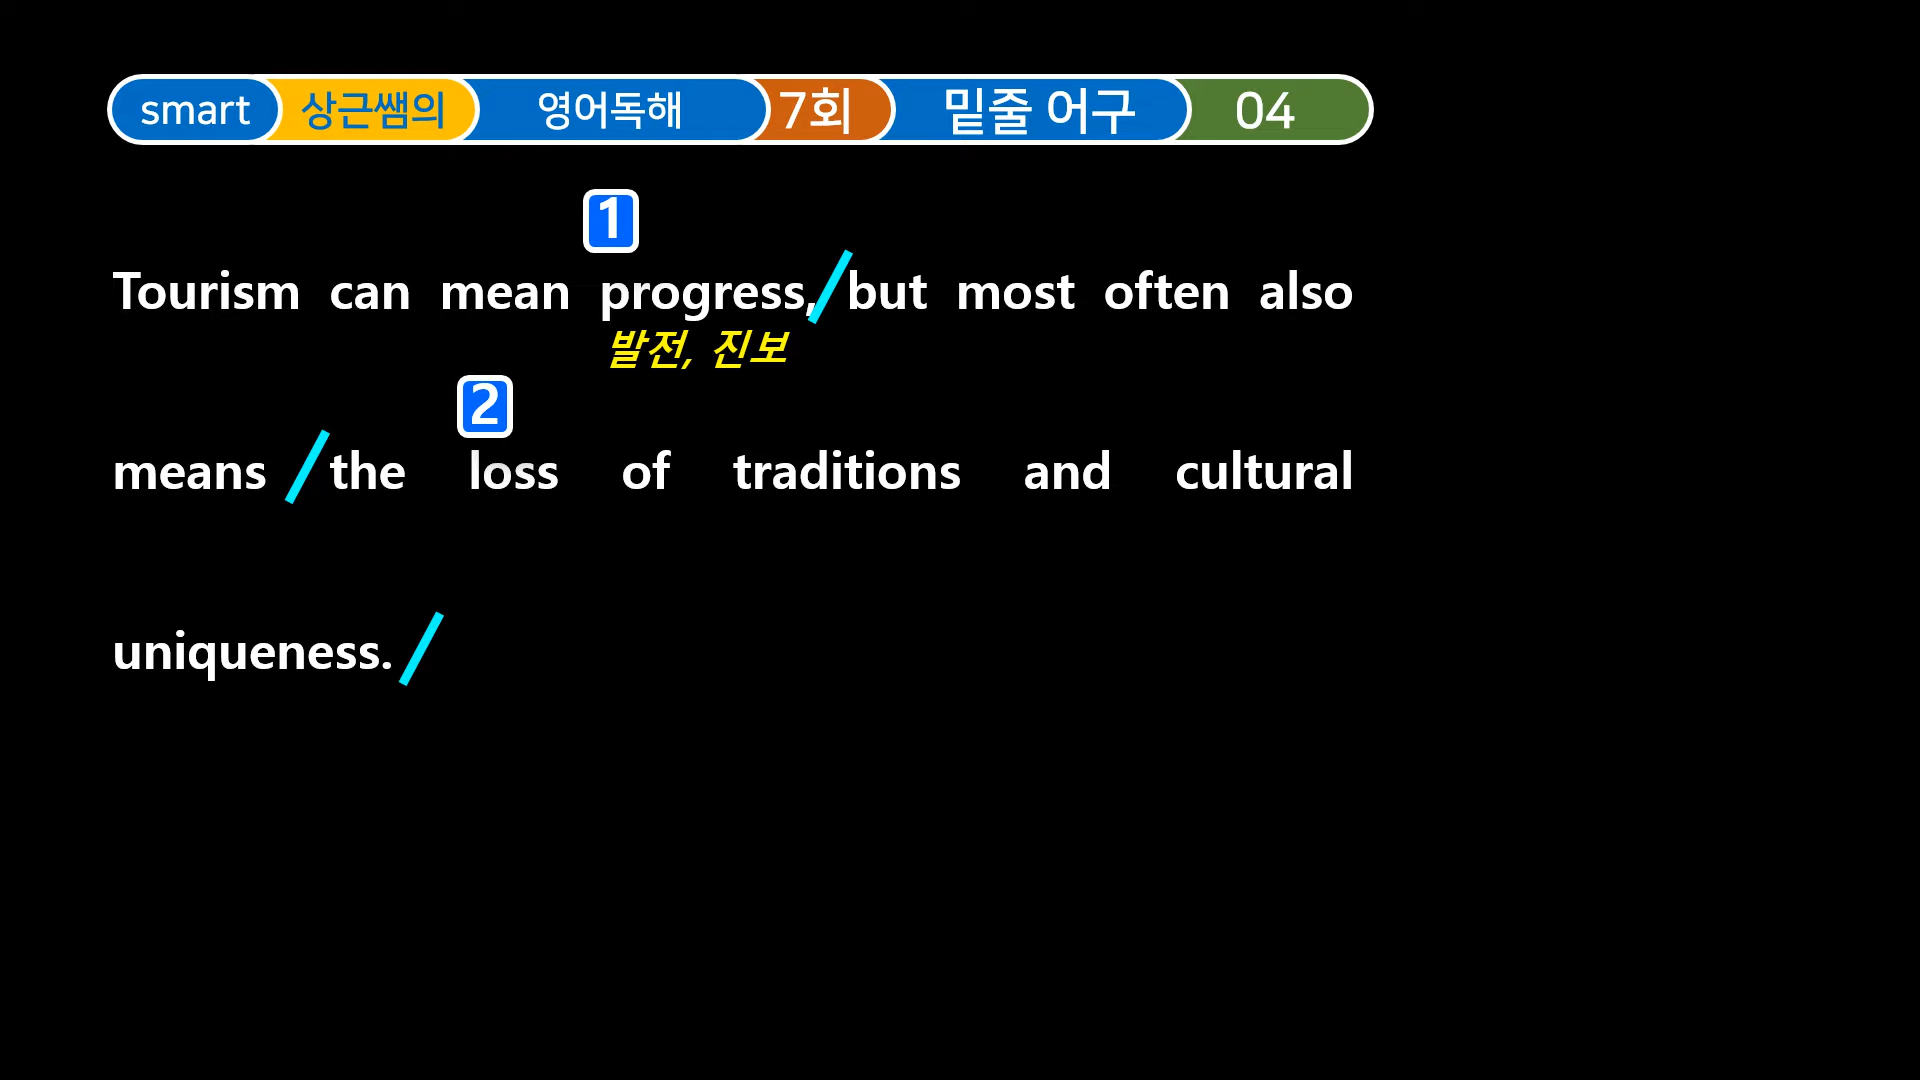 smart 상근쌤의 영어독해 7회 밑줄 어구 04
1
Tourism can mean progress, but most often also
발전, 진보
2
means the loss of traditions and cultural
uniqueness.